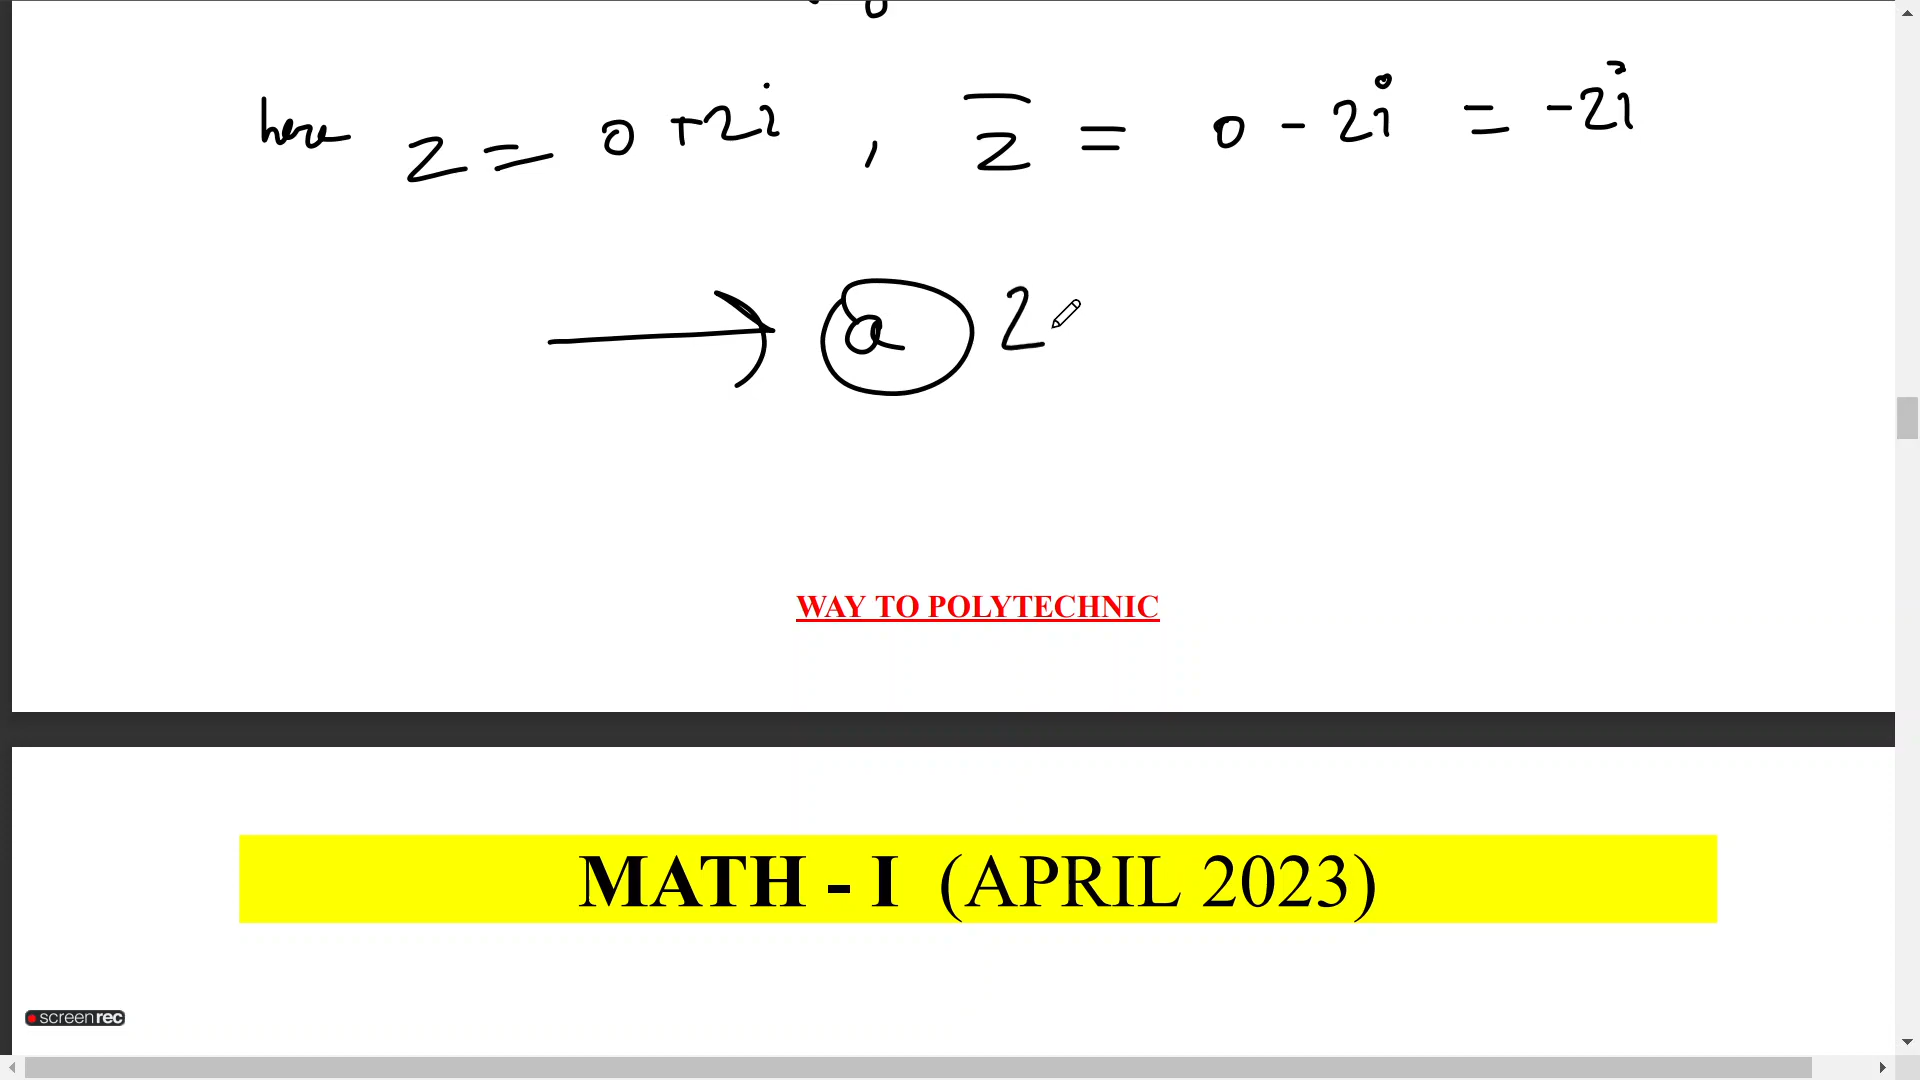 here z = 0 + 2i , z̅ = 0 - 2i = -2i
a 2
WAY TO POLYTECHNIC
MATH - I (APRIL 2023)
screenrec